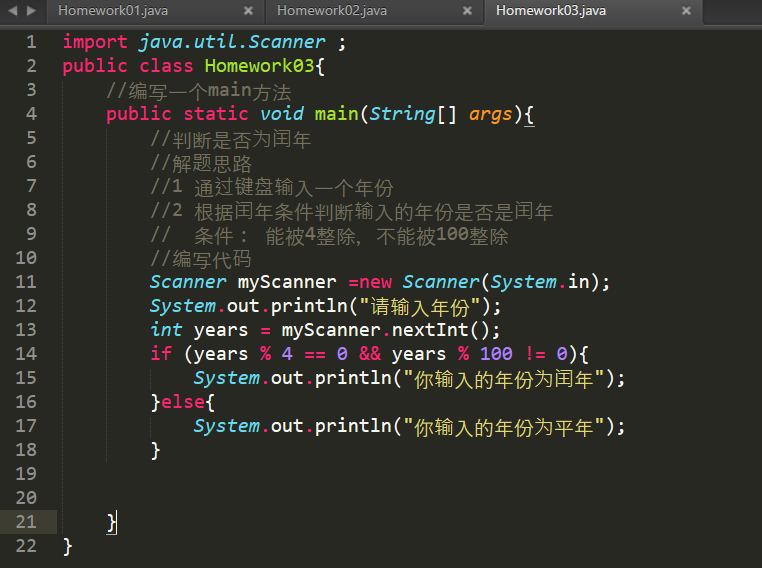 Homework01.java × Homework02.java × Homework03.java ×
1 import java.util.Scanner ;
2 public class Homework03{
3 //编写一个main方法
4 public static void main(String[] args){
5 //判断是否为闰年
6 //解题思路
7 //1 通过键盘输入一个年份
8 //2 根据闰年条件判断输入的年份是否是闰年
9 //  条件： 能被4整除，不能被100整除
10 //编写代码
11 Scanner myScanner =new Scanner(System.in);
12 System.out.println("请输入年份");
13 int years = myScanner.nextInt();
14 if (years % 4 == 0 && years % 100 != 0){
15 System.out.println("你输入的年份为闰年");
16 }else{
17 System.out.println("你输入的年份为平年");
18 }
19
20
21 }
22 }